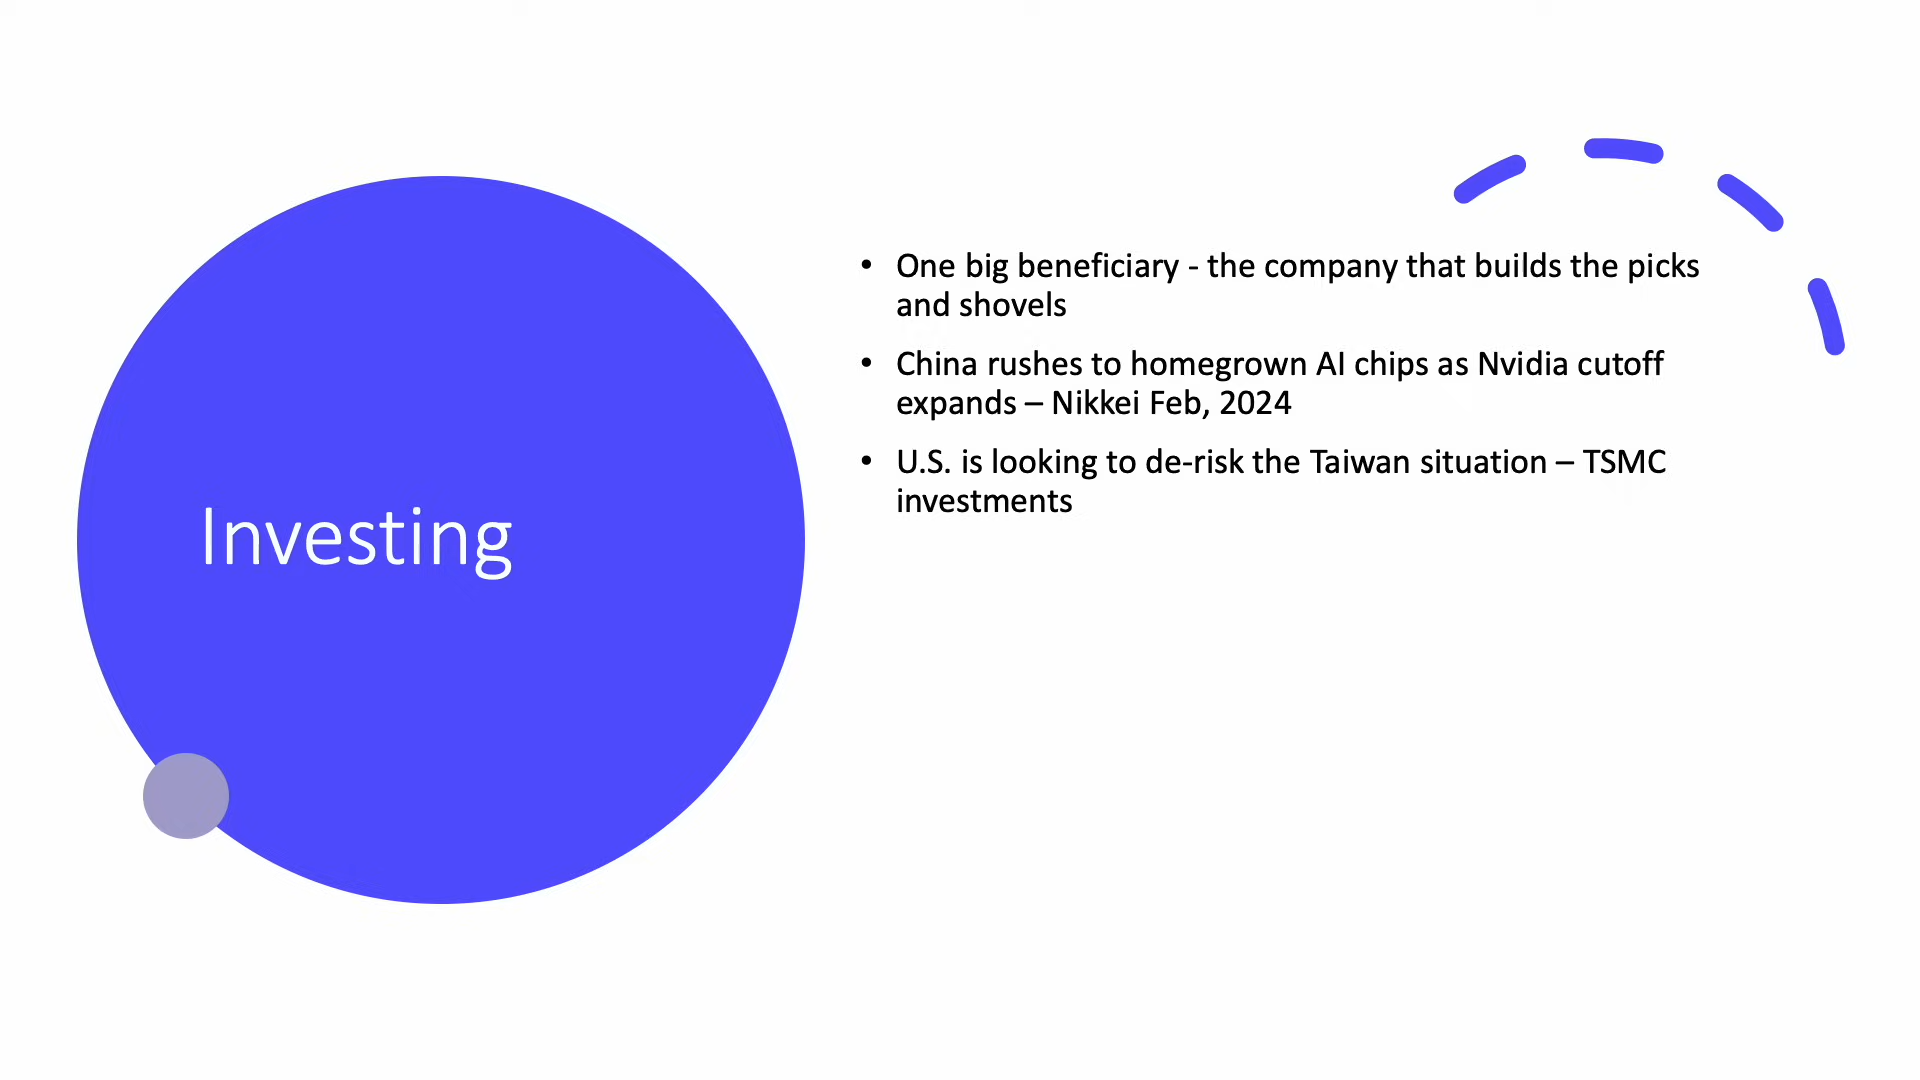 Investing
• One big beneficiary - the company that builds the picks
and shovels
• China rushes to homegrown AI chips as Nvidia cutoff
expands – Nikkei Feb, 2024
• U.S. is looking to de-risk the Taiwan situation – TSMC
investments